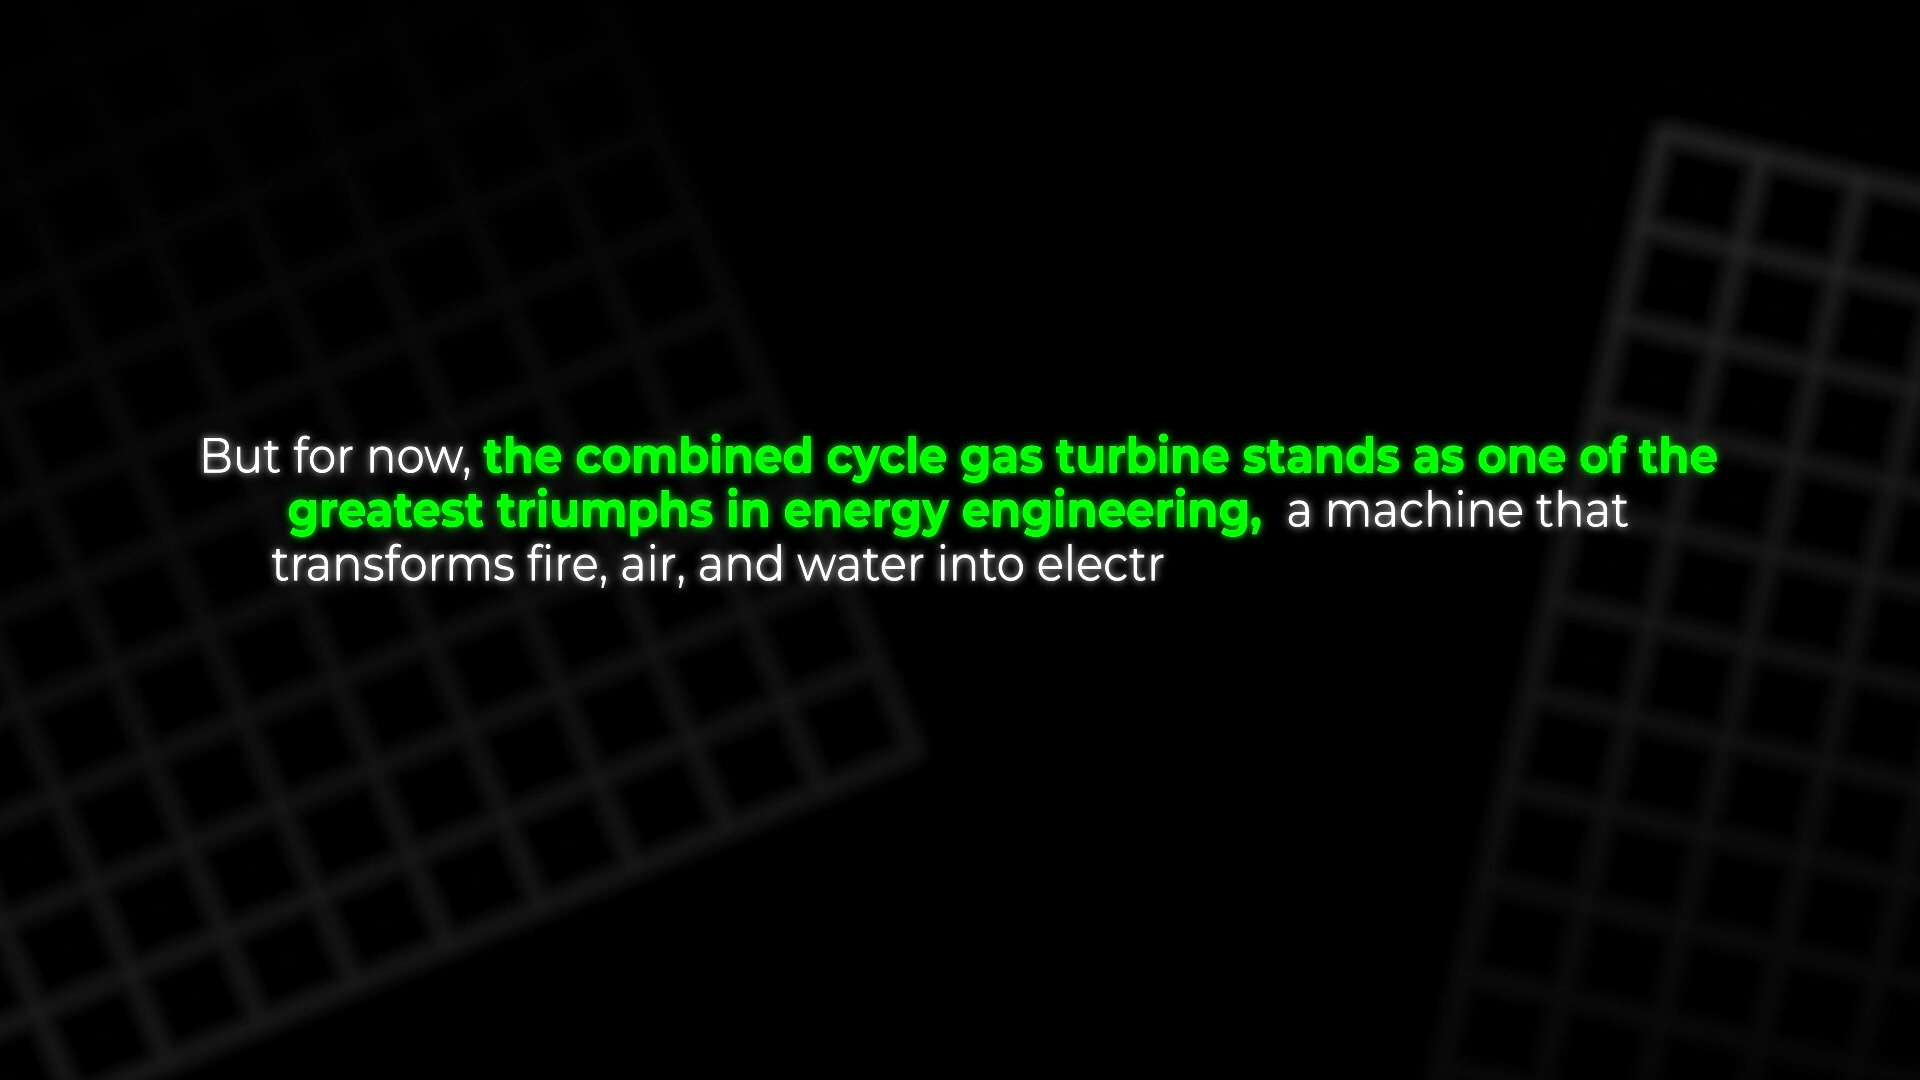 But for now, the combined cycle gas turbine stands as one of the
greatest triumphs in energy engineering, a machine that
transforms fire, air, and water into electr